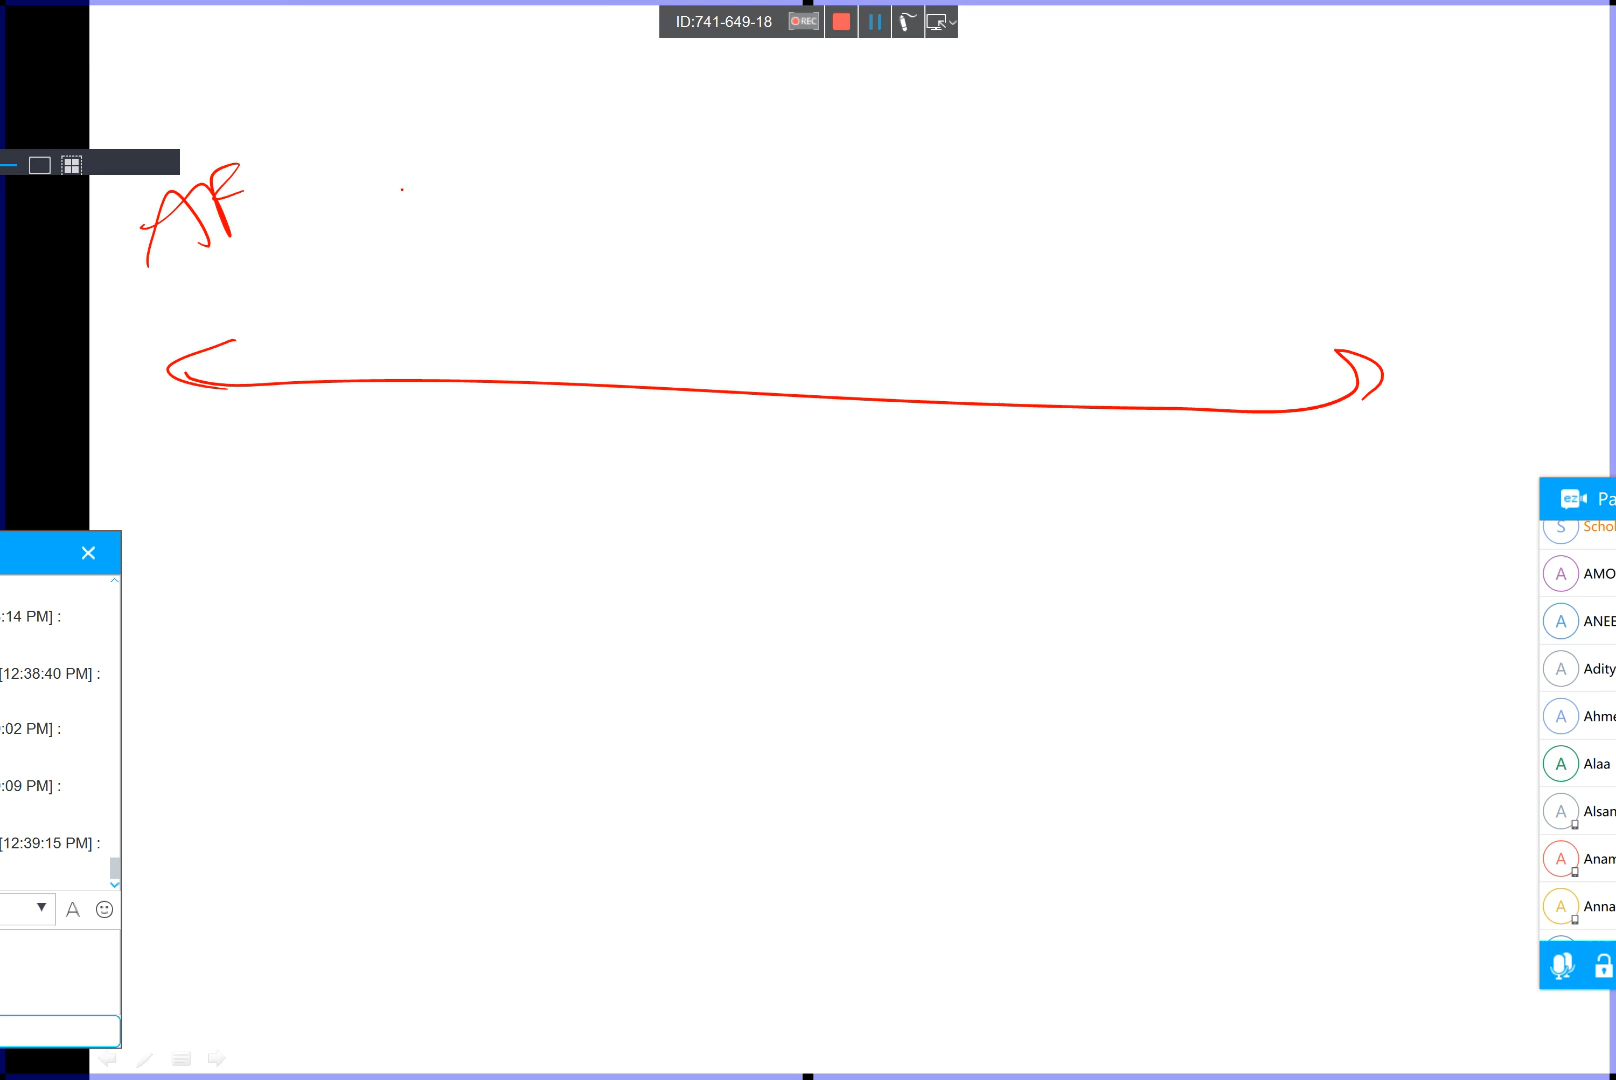 ID:741-649-18
REC
:14 PM] :
[12:38:40 PM] :
:02 PM] :
:09 PM] :
[12:39:15 PM] :
A
ez Pa
S Schol
A AMO
A ANEE
A Adity
A Ahme
A Alaa
A Alsan
A Anam
A Anna